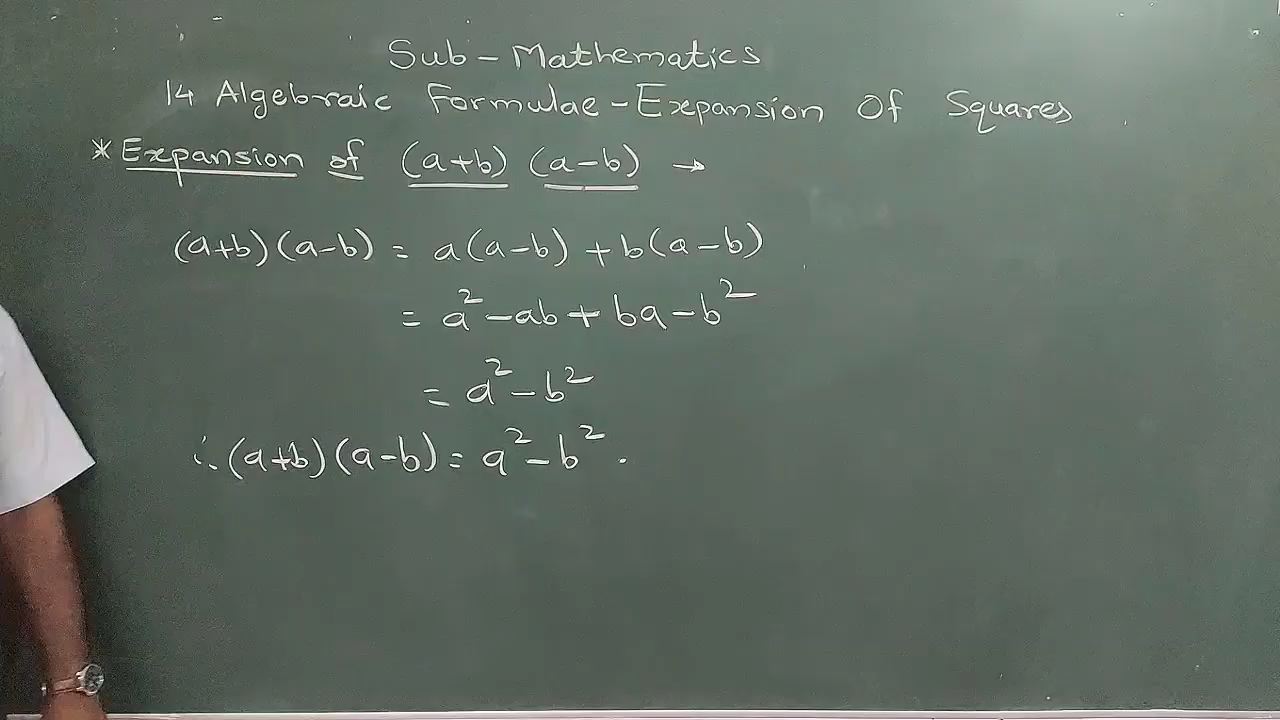 Sub - Mathematics
14 Algebraic Formulae - Expansion Of Squares
* Expansion of (a+b) (a-b) →
(a+b)(a-b) = a(a-b) + b(a-b)
= a² - ab + ba - b²
= a² - b²
∴ (a+b)(a-b) = a² - b².